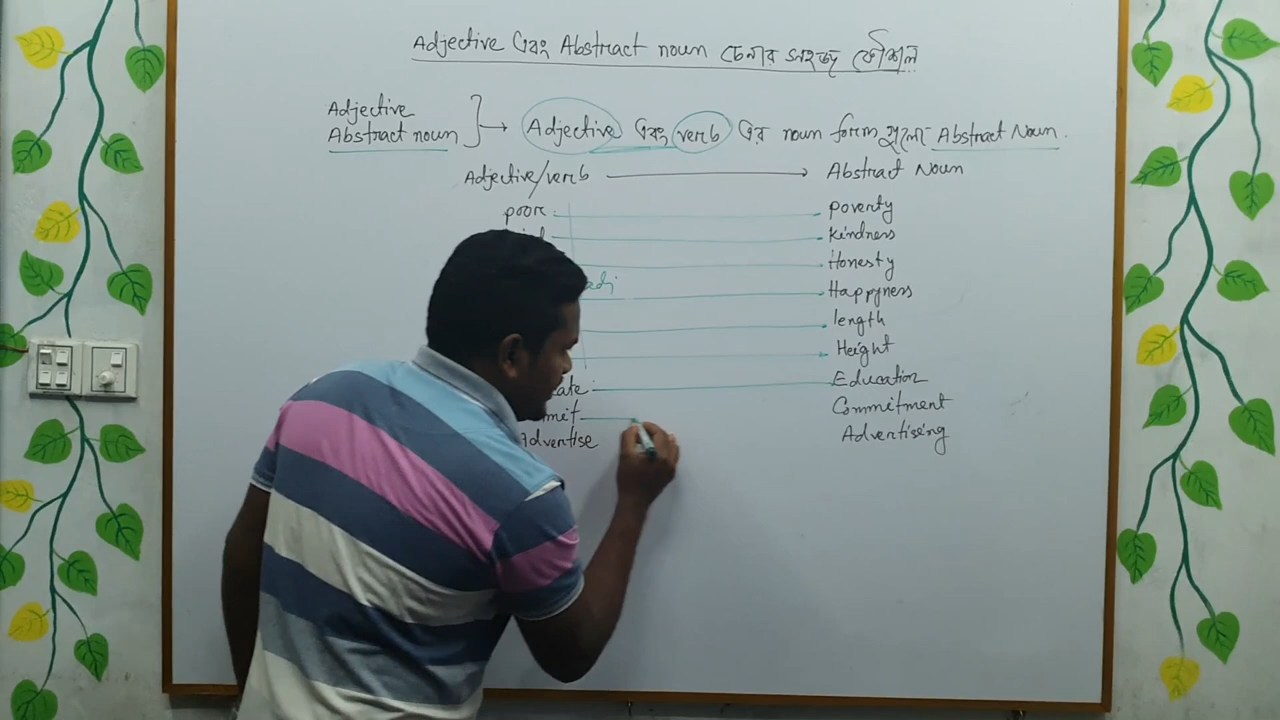 Adjective এবং Abstract noun চেনার সহজ কৌশল
Adjective
Abstract noun
Adjective এবং verb এর noun form গুলো Abstract Noun.
Adjective/verb Abstract Noun
poor poverty
kindness
Honesty
adj
Happyness
length
Height
ate Education
mit Commitment
Advertise Advertising